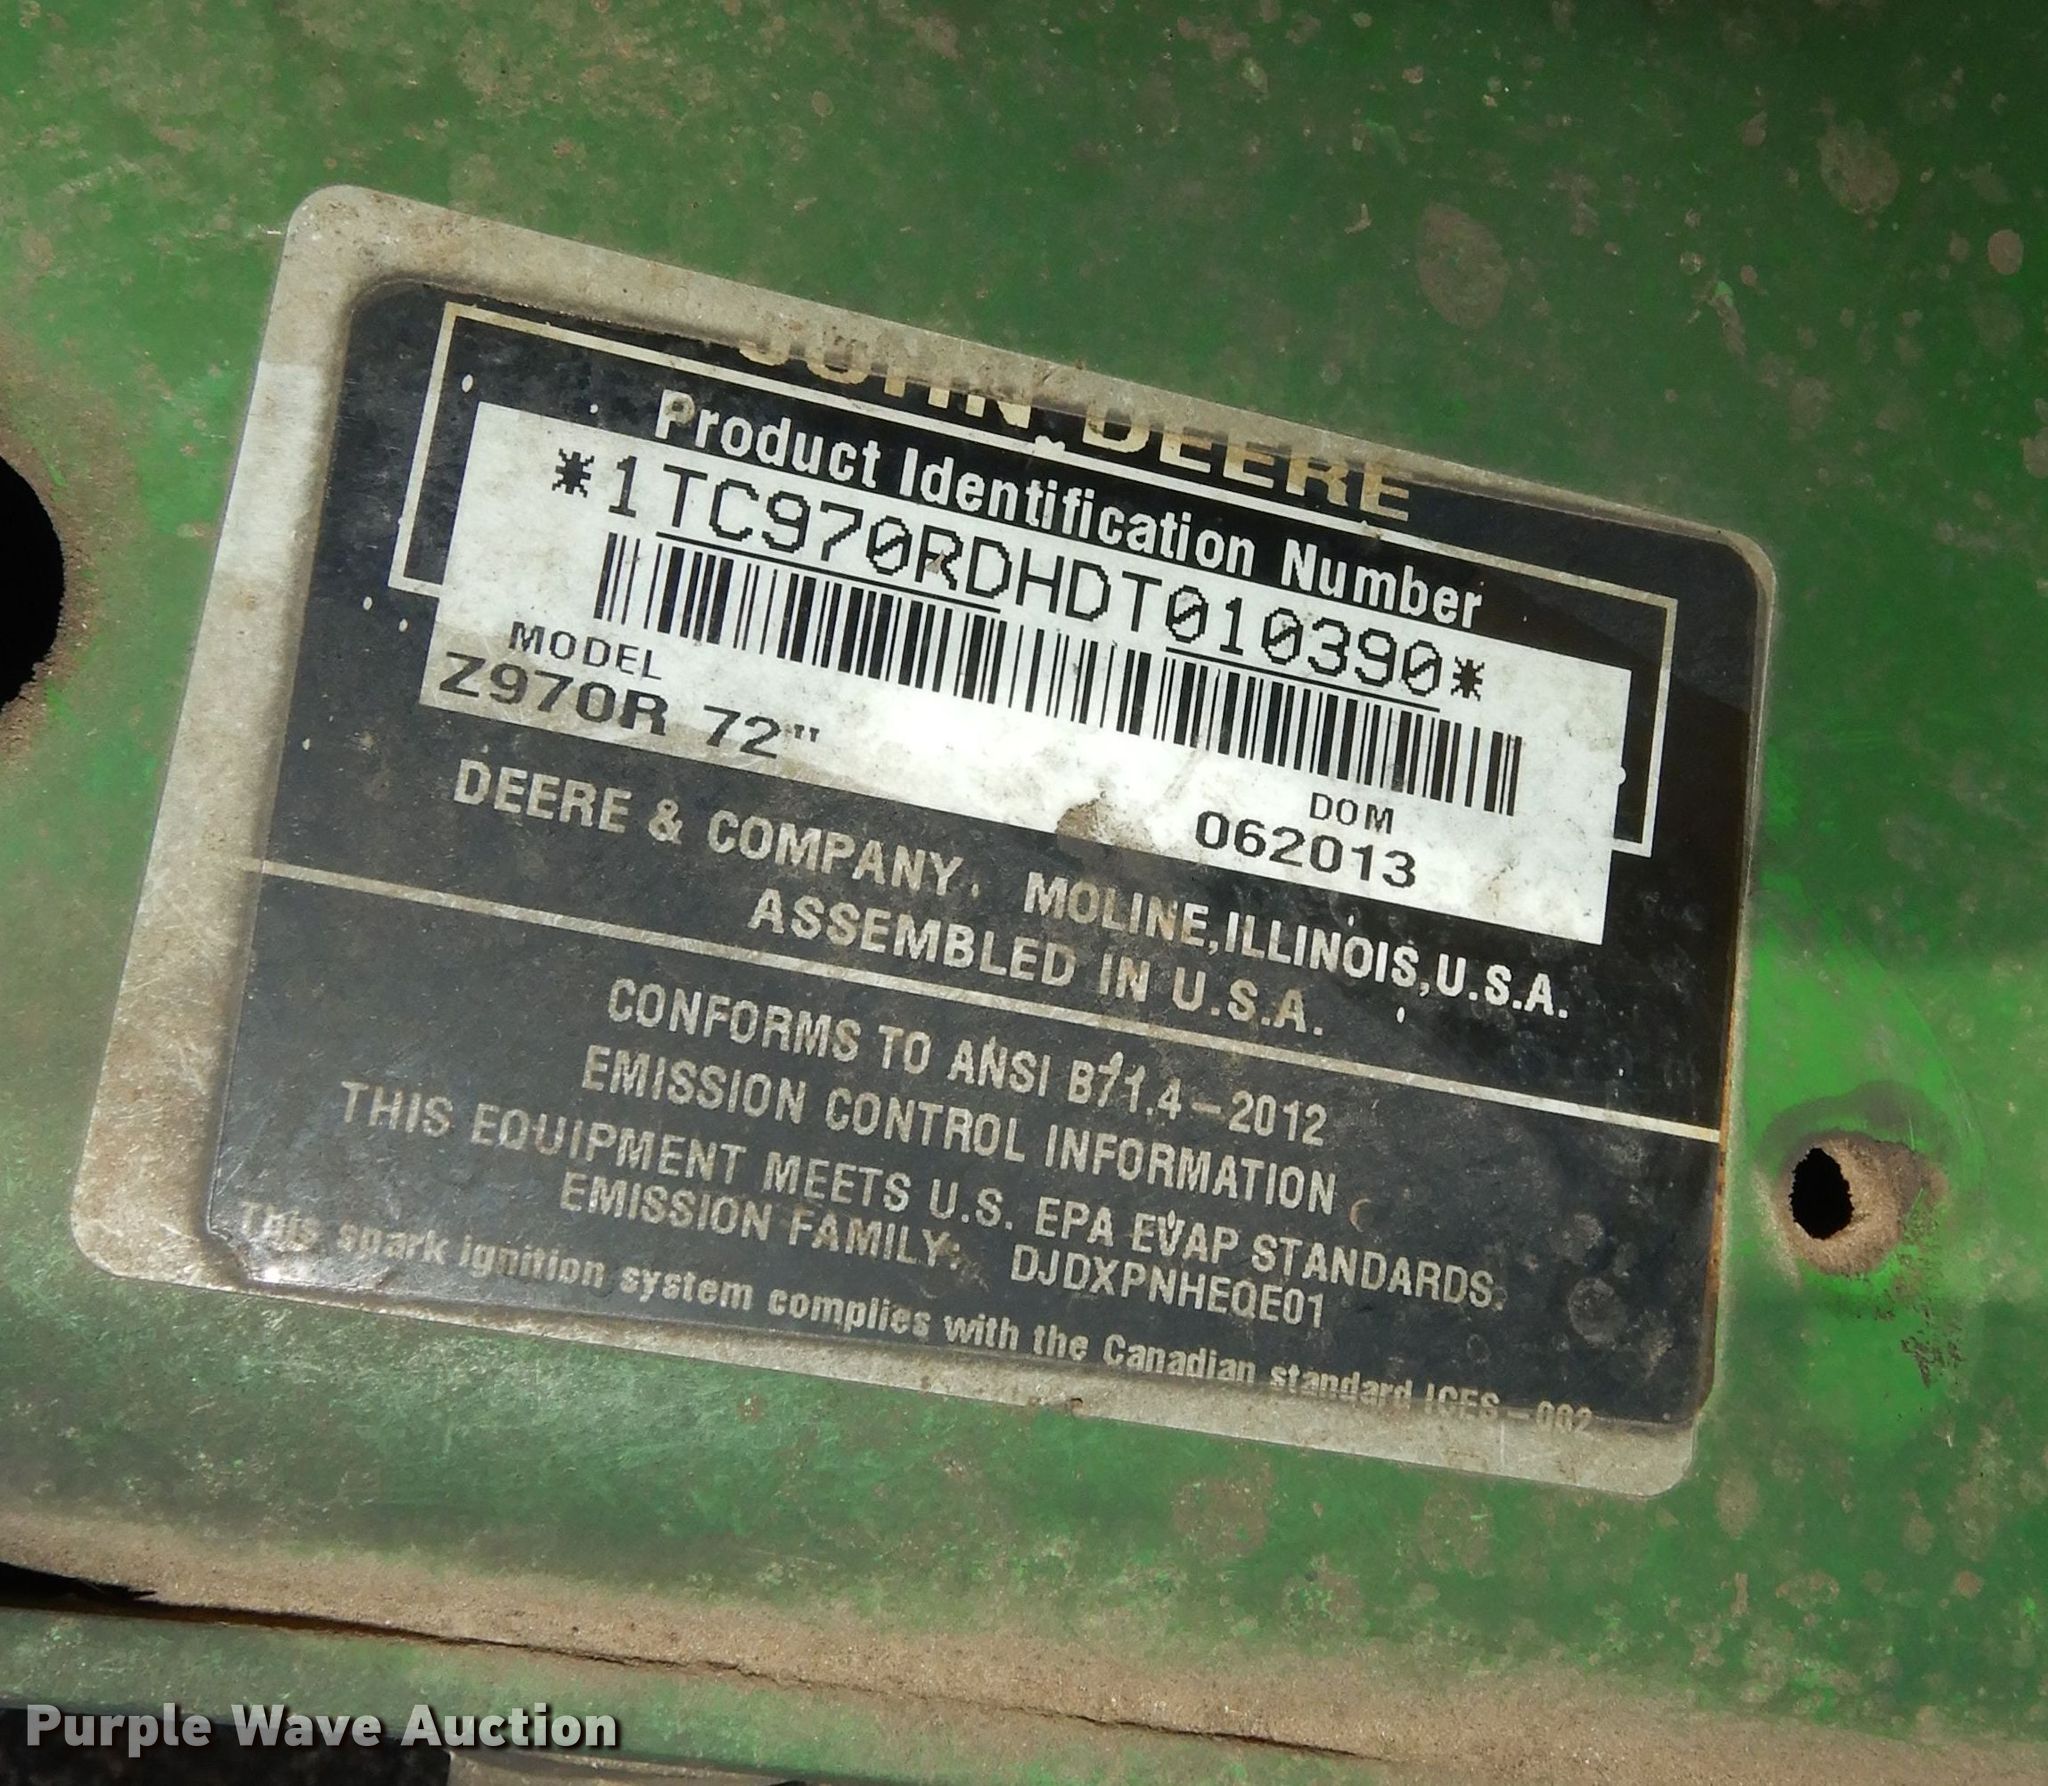 JOHN DEERE
Product Identification Number
*1TC970RDHDT010390*
MODEL
Z970R 72"
DOM
062013
DEERE & COMPANY, MOLINE, ILLINOIS, U.S.A.
ASSEMBLED IN U.S.A.
CONFORMS TO ANSI B71.4-2012
EMISSION CONTROL INFORMATION
THIS EQUIPMENT MEETS U.S. EPA EVAP STANDARDS.
EMISSION FAMILY: DJDXPNHEQE01
This spark ignition system complies with the Canadian standard ICES-002
Purple Wave Auction